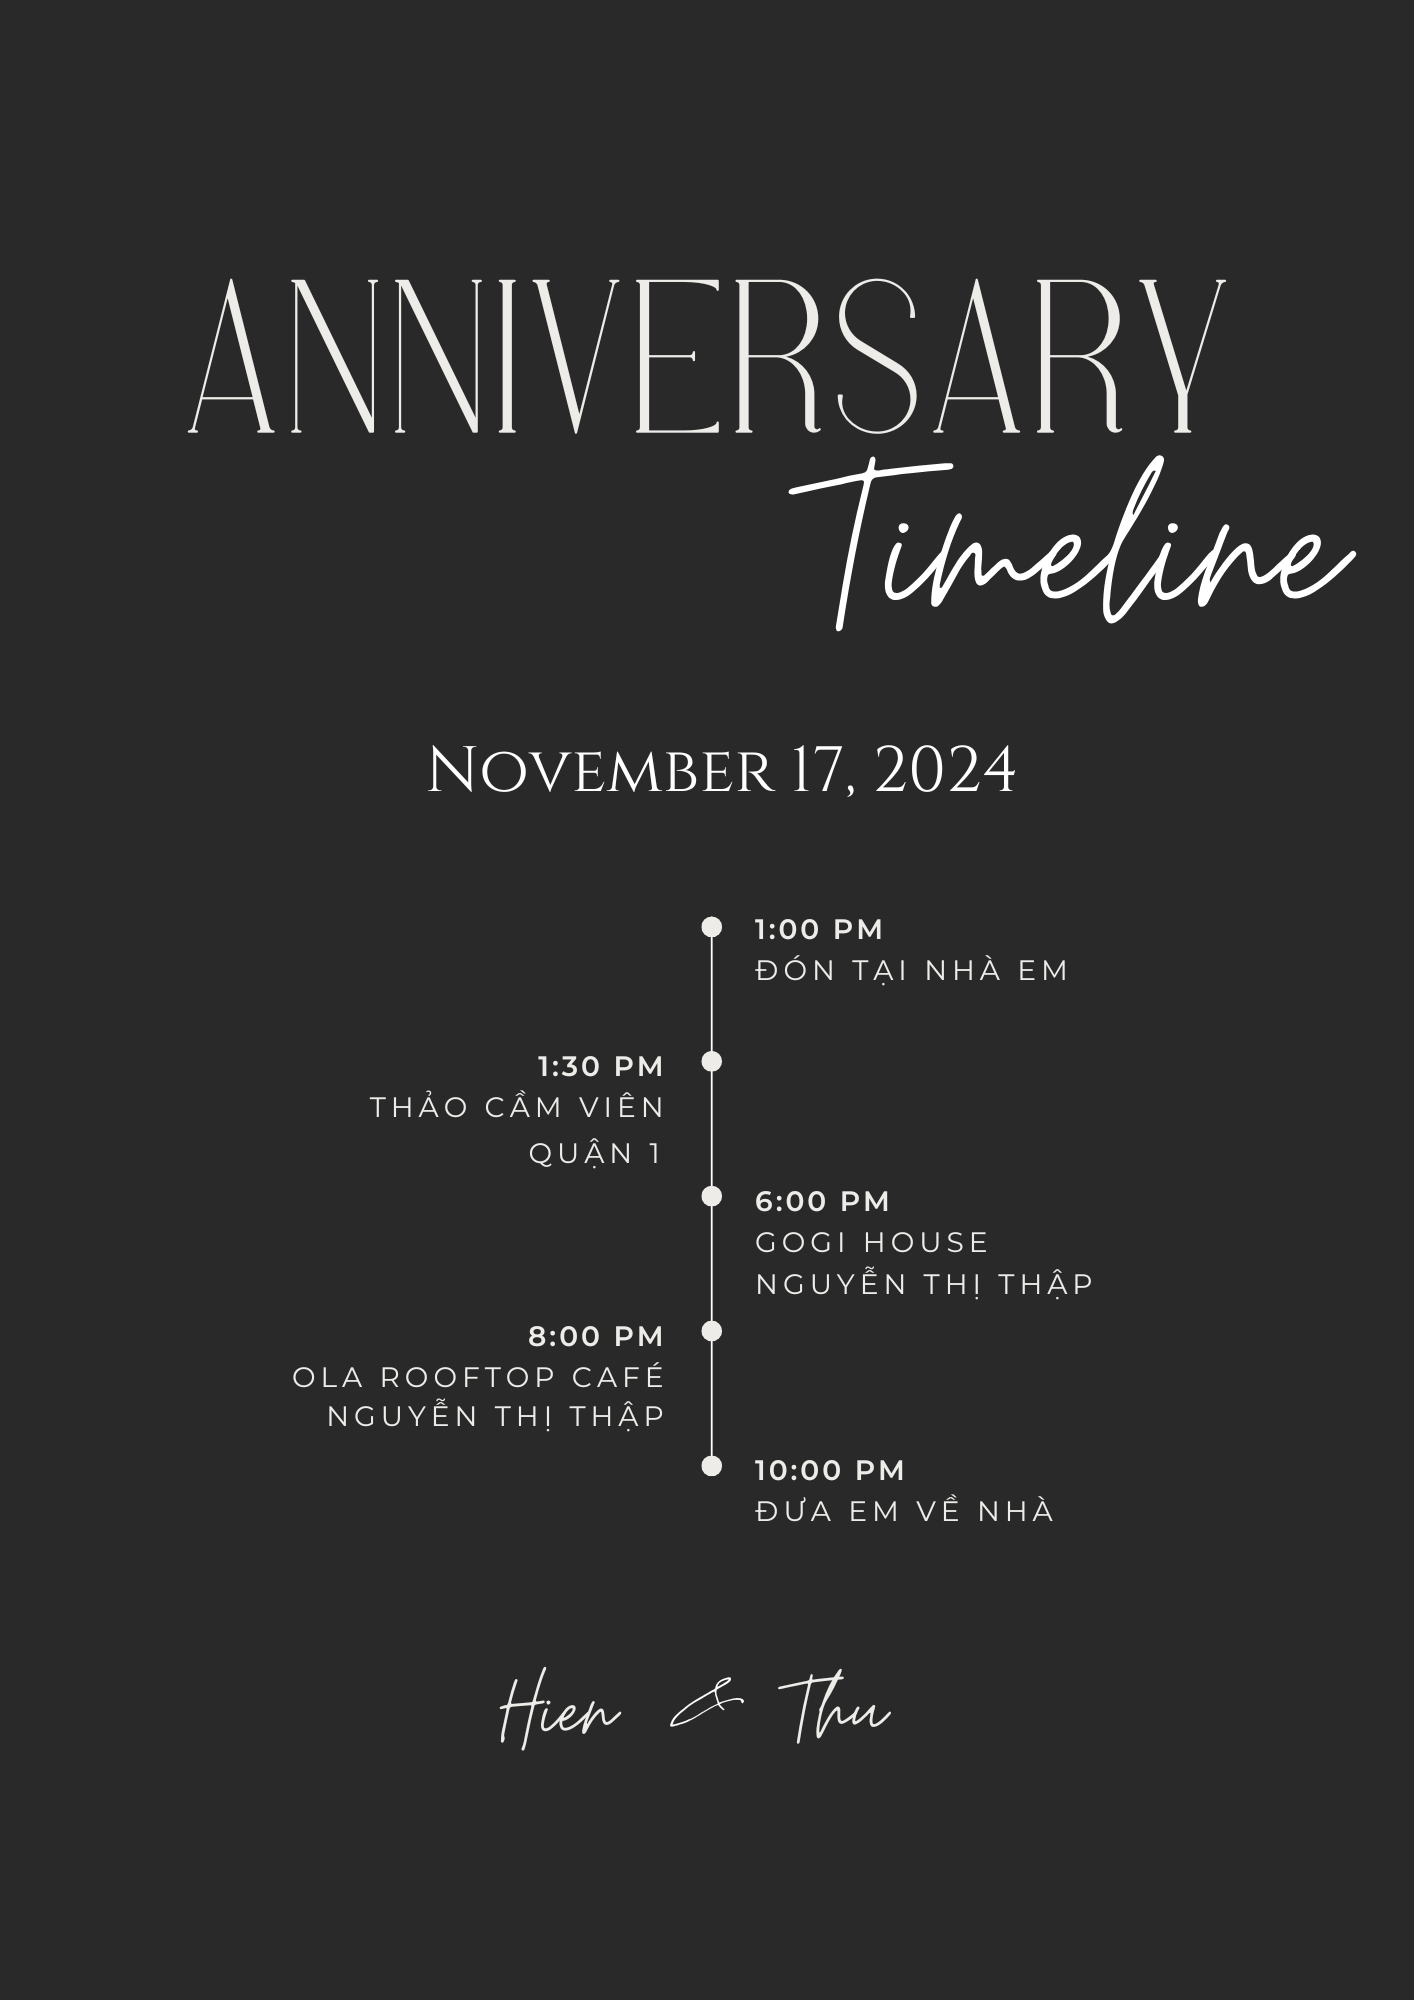 ANNIVERSARY
Timeline
November 17, 2024
1:00 PM
ĐÓN TẠI NHÀ EM
1:30 PM
THẢO CẦM VIÊN
QUẬN 1
6:00 PM
GOGI HOUSE
NGUYỄN THỊ THẬP
8:00 PM
OLA ROOFTOP CAFÉ
NGUYỄN THỊ THẬP
10:00 PM
ĐƯA EM VỀ NHÀ
Hien & Thu